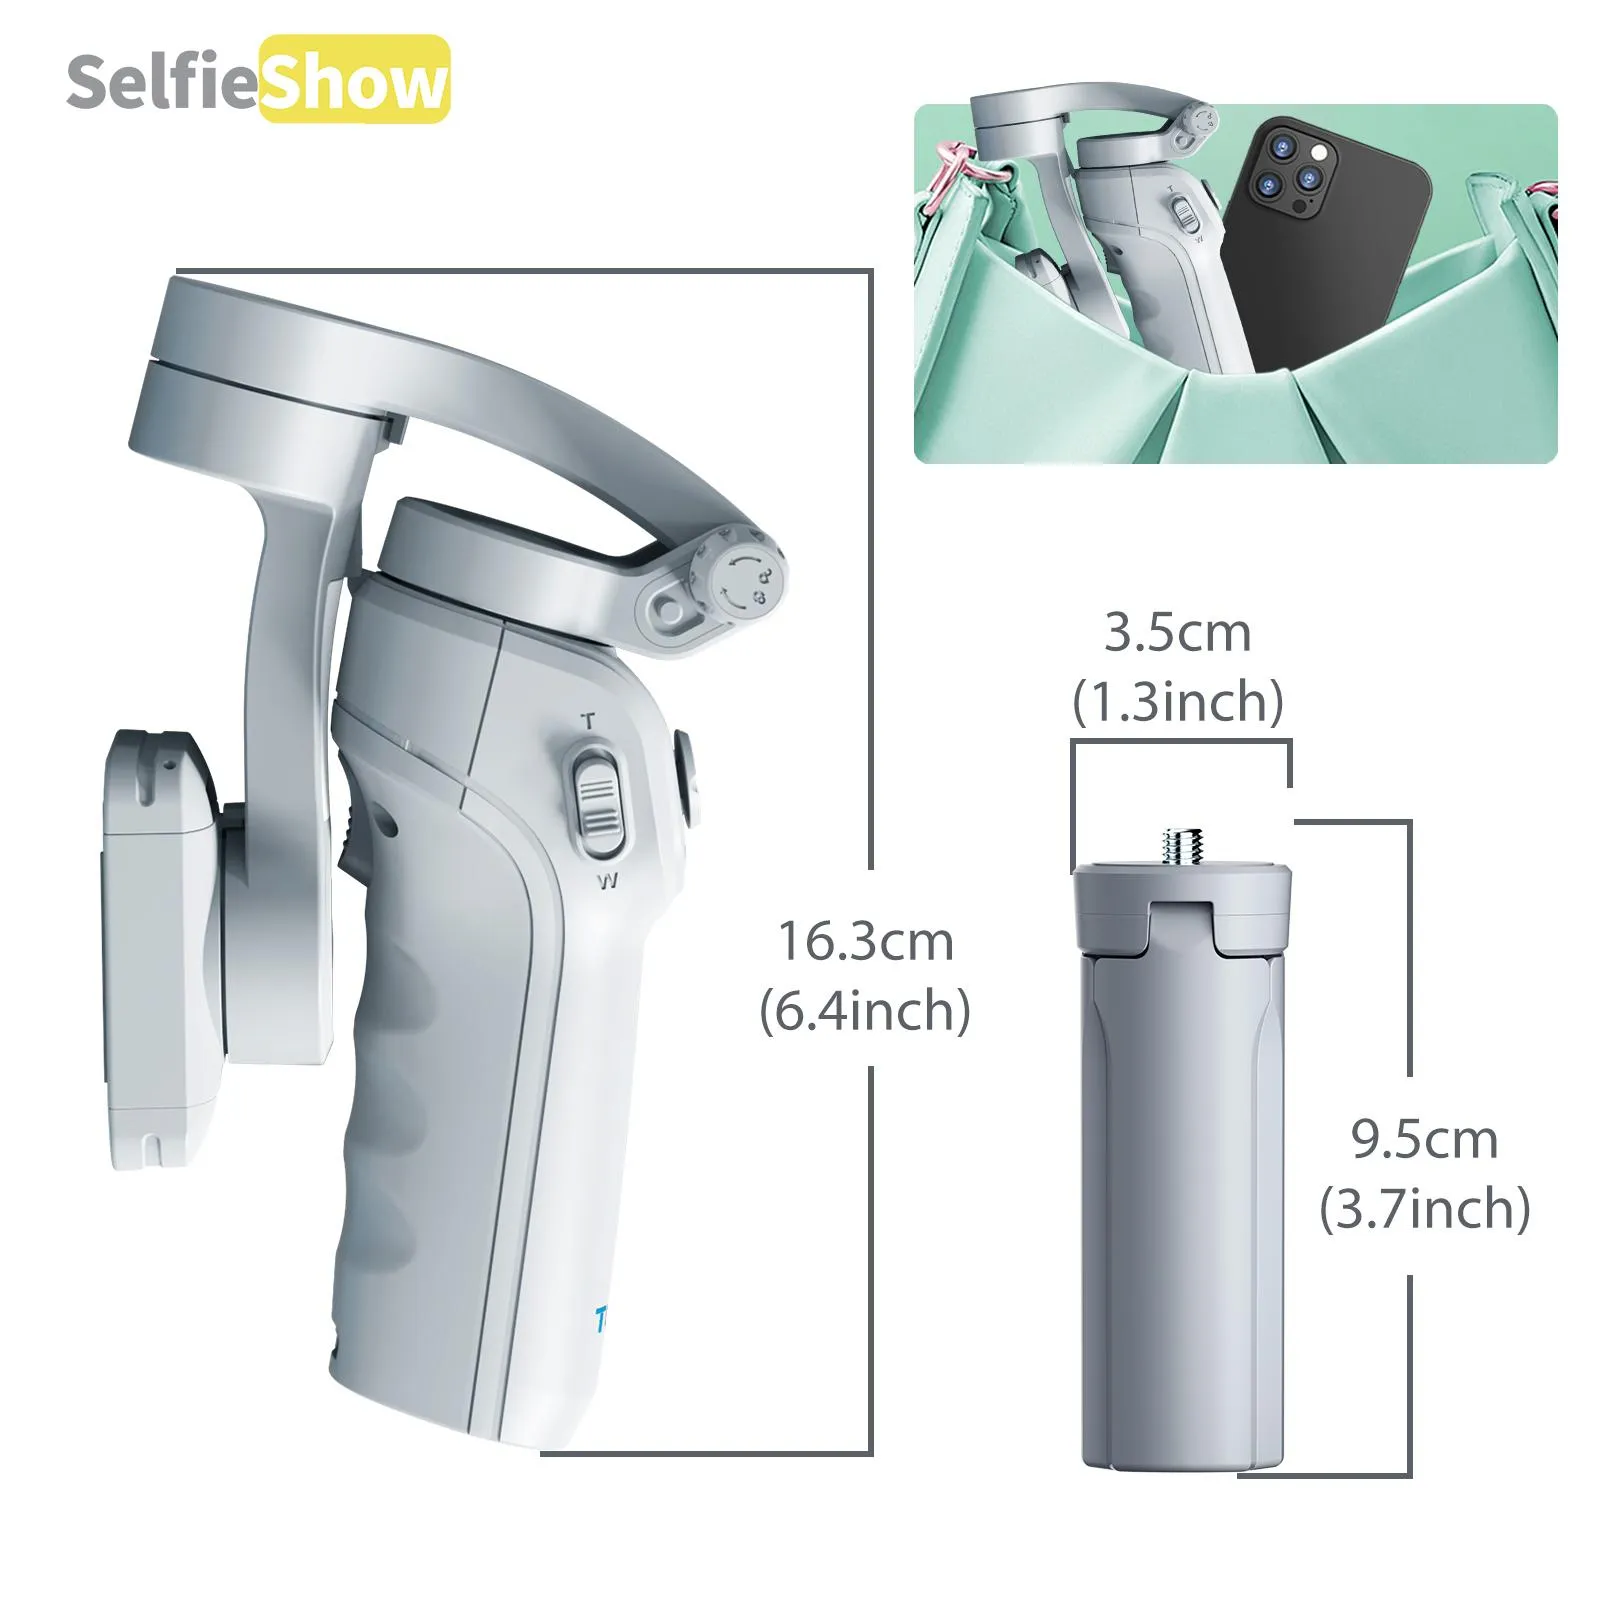 SelfieShow
T
W
T
W
3.5cm
(1.3inch)
16.3cm
(6.4inch)
9.5cm
(3.7inch)